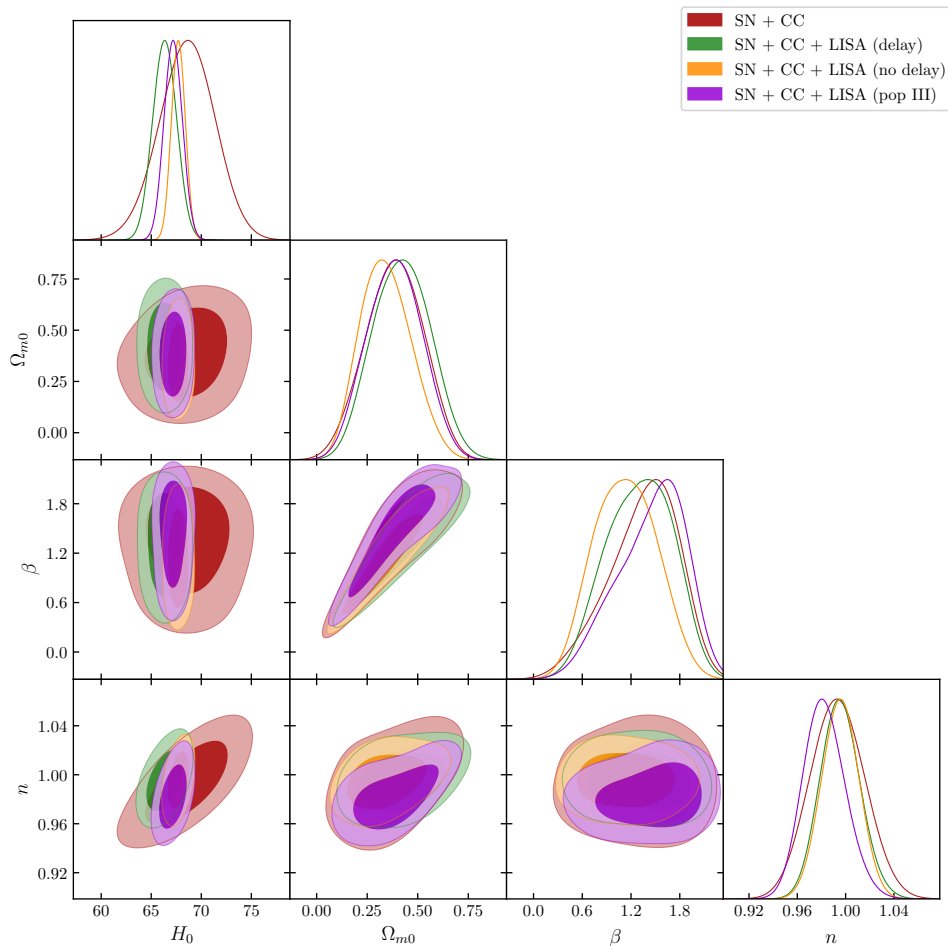 SN + CC
SN + CC + LISA (delay)
SN + CC + LISA (no delay)
SN + CC + LISA (pop III)
0.75
0.50
0.25
0.00
Ω_{m0}
1.8
1.2
0.6
0.0
β
1.04
1.00
0.96
0.92
n
60 65 70 75
0.00 0.25 0.50 0.75
0.0 0.6 1.2 1.8
0.92 0.96 1.00 1.04
H_0 Ω_{m0} β n